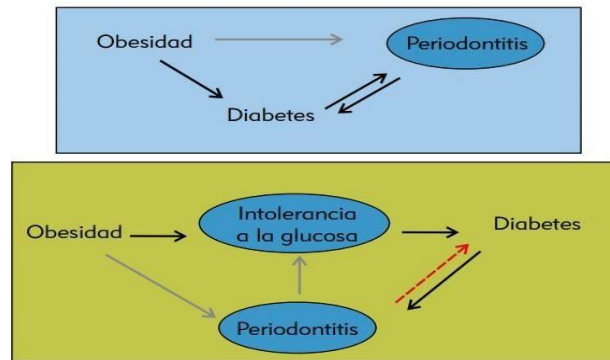 Obesidad
Periodontitis
Diabetes
Intolerancia
a la glucosa
Obesidad
Diabetes
Periodontitis